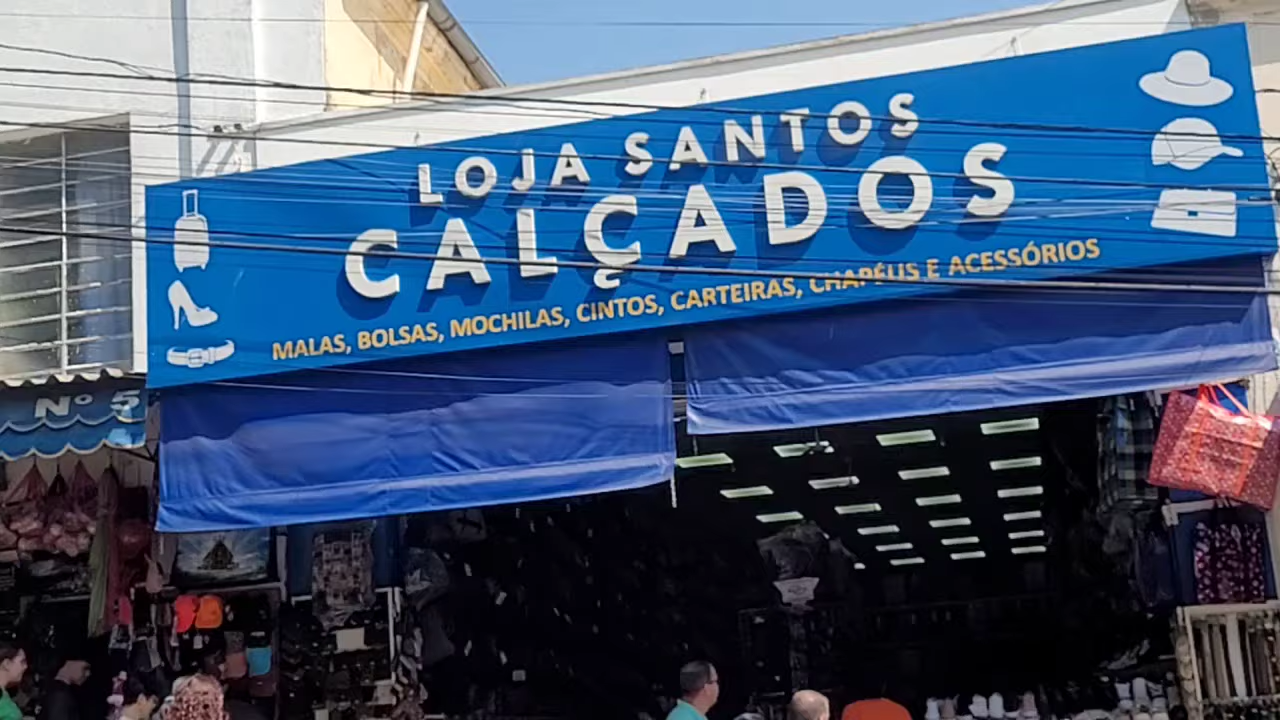 LOJA SANTOS
CALÇADOS
MALAS, BOLSAS, MOCHILAS, CINTOS, CARTEIRAS, CHAPÉUS E ACESSÓRIOS
Nº 5